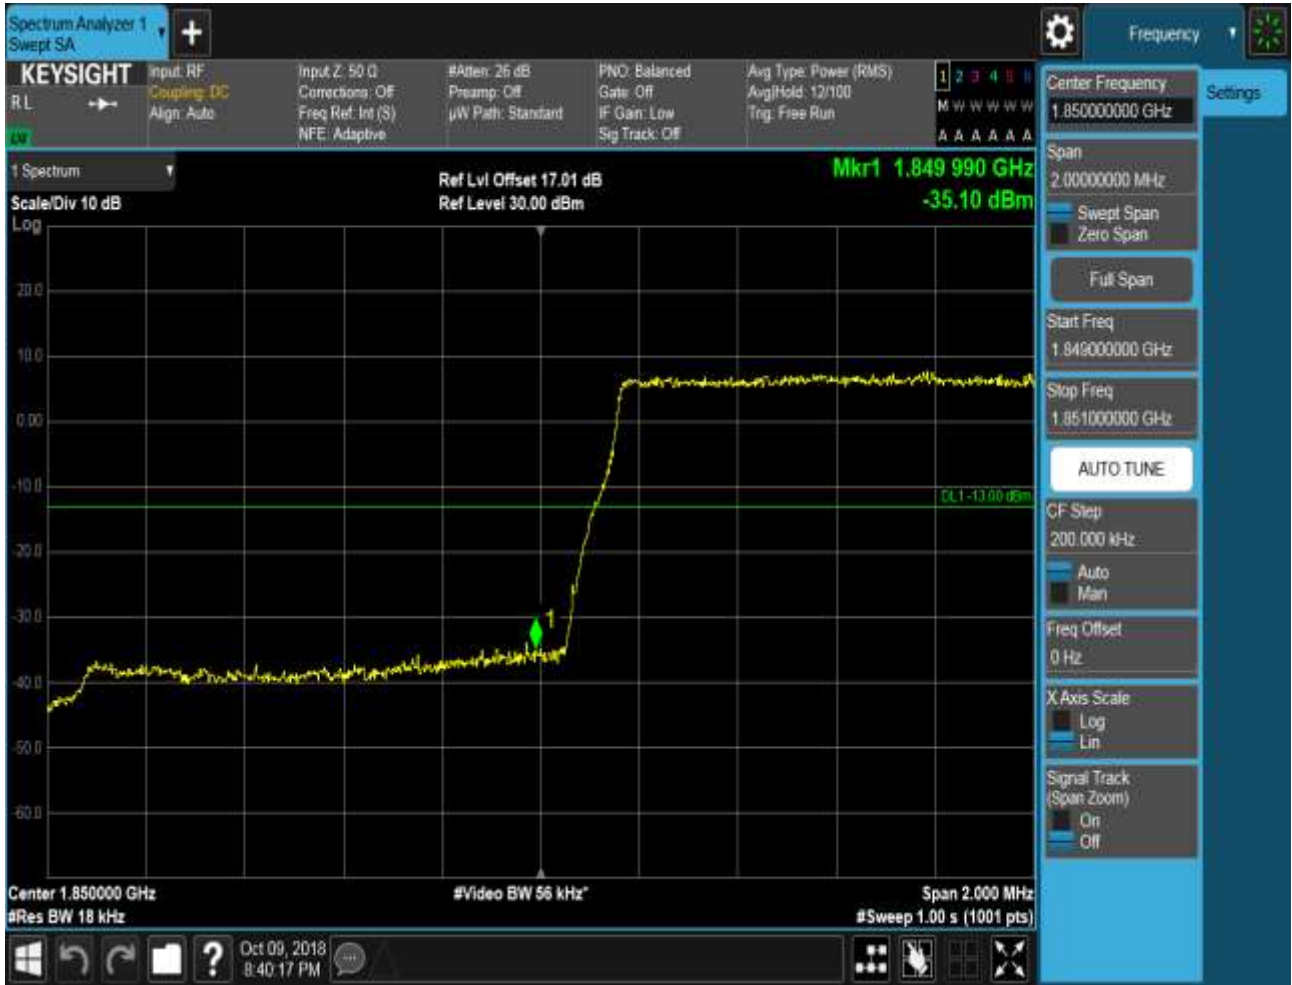 Spectrum Analyzer 1
Swept SA
Frequency
KEYSIGHT
R L
LXI
Input: RF
Coupling: DC
Align: Auto
Input Z: 50 Ω
Corrections: Off
Freq Ref: Int (S)
NFE: Adaptive
#Atten: 26 dB
Preamp: Off
µW Path: Standard
PNO: Balanced
Gate: Off
IF Gain: Low
Sig Track: Off
Avg Type: Power (RMS)
Avg|Hold: 12/100
Trig: Free Run
1 2 3 4 5 6
M W W W W W
A A A A A A
1 Spectrum
Scale/Div 10 dB
Log
Ref Lvl Offset 17.01 dB
Ref Level 30.00 dBm
Mkr1 1.849 990 GHz
-35.10 dBm
20.0
10.0
0.00
-10.0
-20.0
-30.0
-40.0
-50.0
-60.0
DL1 -13.00 dBm
1
Center 1.850000 GHz
#Res BW 18 kHz
#Video BW 56 kHz*
Span 2.000 MHz
#Sweep 1.00 s (1001 pts)
Center Frequency
1.850000000 GHz
Settings
Span
2.00000000 MHz
Swept Span
Zero Span
Full Span
Start Freq
1.849000000 GHz
Stop Freq
1.851000000 GHz
AUTO TUNE
CF Step
200.000 kHz
Auto
Man
Freq Offset
0 Hz
X Axis Scale
Log
Lin
Signal Track
(Span Zoom)
On
Off
?
Oct 09, 2018
8:40:17 PM